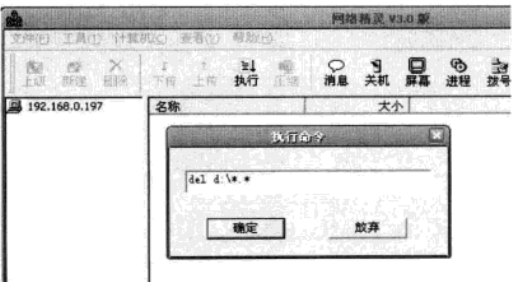 网络精灵 V3.0 版
文件(F) 工具(T) 计算机(C) 查看(V) 帮助(H)
上级 新建 删除 下传 上传 执行 压缩 消息 关机 屏幕 进程 拨号
192.168.0.197
名称 大小
执行命令
del d:\*.*
确定 放弃